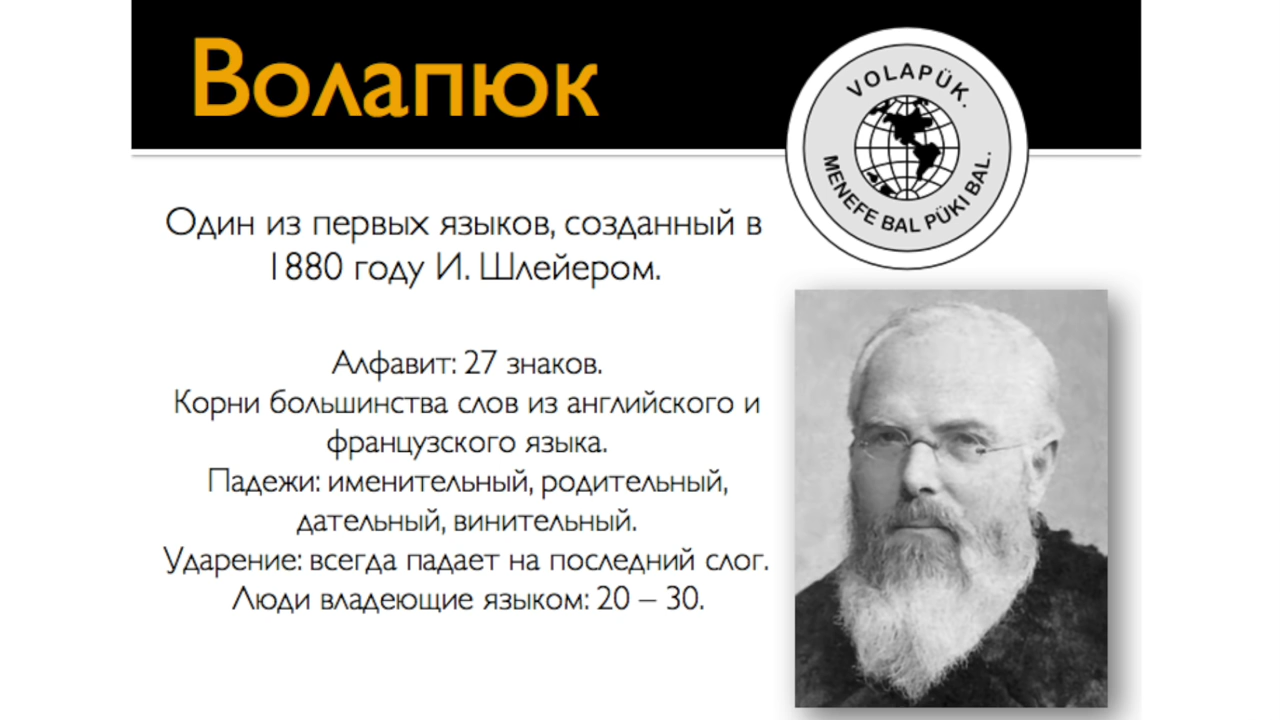 Волапюк
VOLAPÜK.
MENEFE BAL PÜKI BAL.
Один из первых языков, созданный в
1880 году И. Шлейером.
Алфавит: 27 знаков.
Корни большинства слов из английского и
французского языка.
Падежи: именительный, родительный,
дательный, винительный.
Ударение: всегда падает на последний слог.
Люди владеющие языком: 20 – 30.